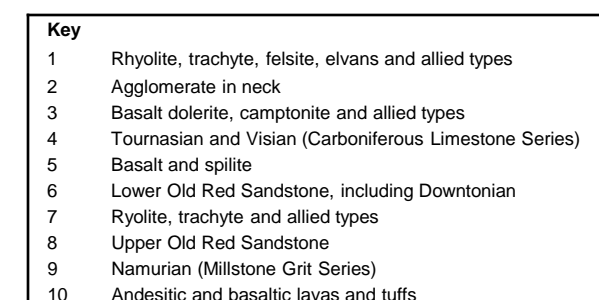 Key
1 Rhyolite, trachyte, felsite, elvans and allied types
2 Agglomerate in neck
3 Basalt dolerite, camptonite and allied types
4 Tournasian and Visian (Carboniferous Limestone Series)
5 Basalt and spilite
6 Lower Old Red Sandstone, including Downtonian
7 Ryolite, trachyte and allied types
8 Upper Old Red Sandstone
9 Namurian (Millstone Grit Series)
10 Andesitic and basaltic lavas and tuffs